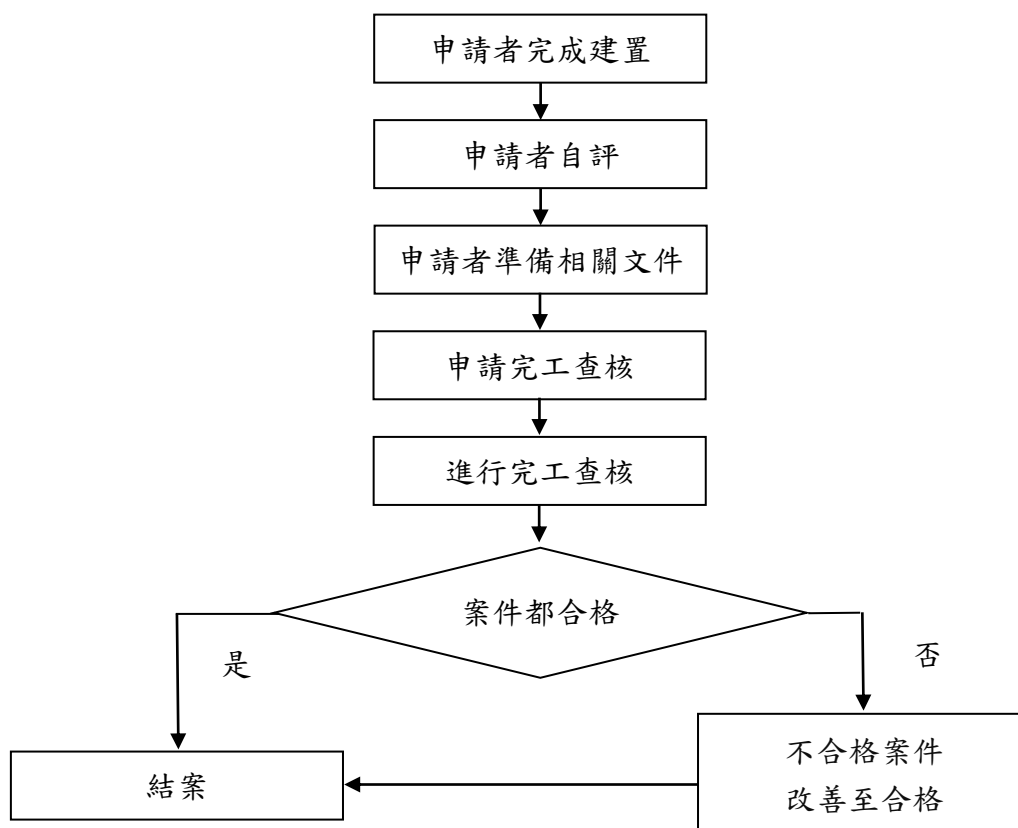 申請者完成建置
申請者自評
申請者準備相關文件
申請完工查核
進行完工查核
案件都合格
是
否
結案
不合格案件
改善至合格